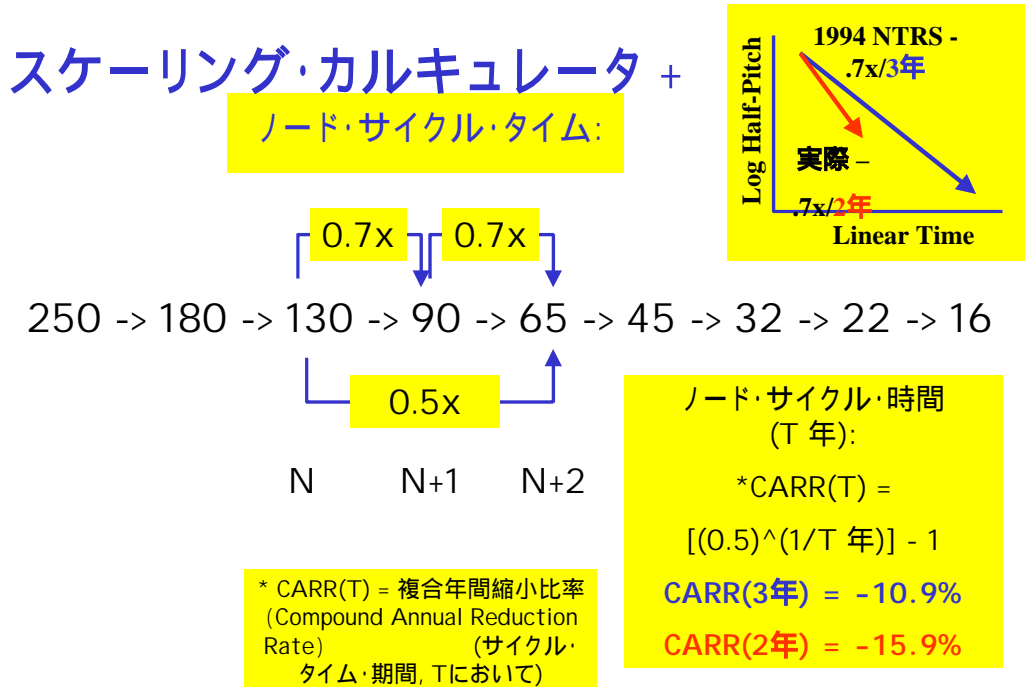 スケーリング・カルキュレータ +
ノード・サイクル・タイム:
1994 NTRS -
.7x/3年
Log Half-Pitch
実際 –
.7x/2年
Linear Time
0.7x 0.7x
250 -> 180 -> 130 -> 90 -> 65 -> 45 -> 32 -> 22 -> 16
0.5x
N N+1 N+2
ノード・サイクル・時間
(T 年):
*CARR(T) =
[(0.5)^(1/T 年)] - 1
CARR(3年) = -10.9%
CARR(2年) = -15.9%
* CARR(T) = 複合年間縮小比率
(Compound Annual Reduction
Rate) (サイクル・
タイム・期間, Tにおいて)